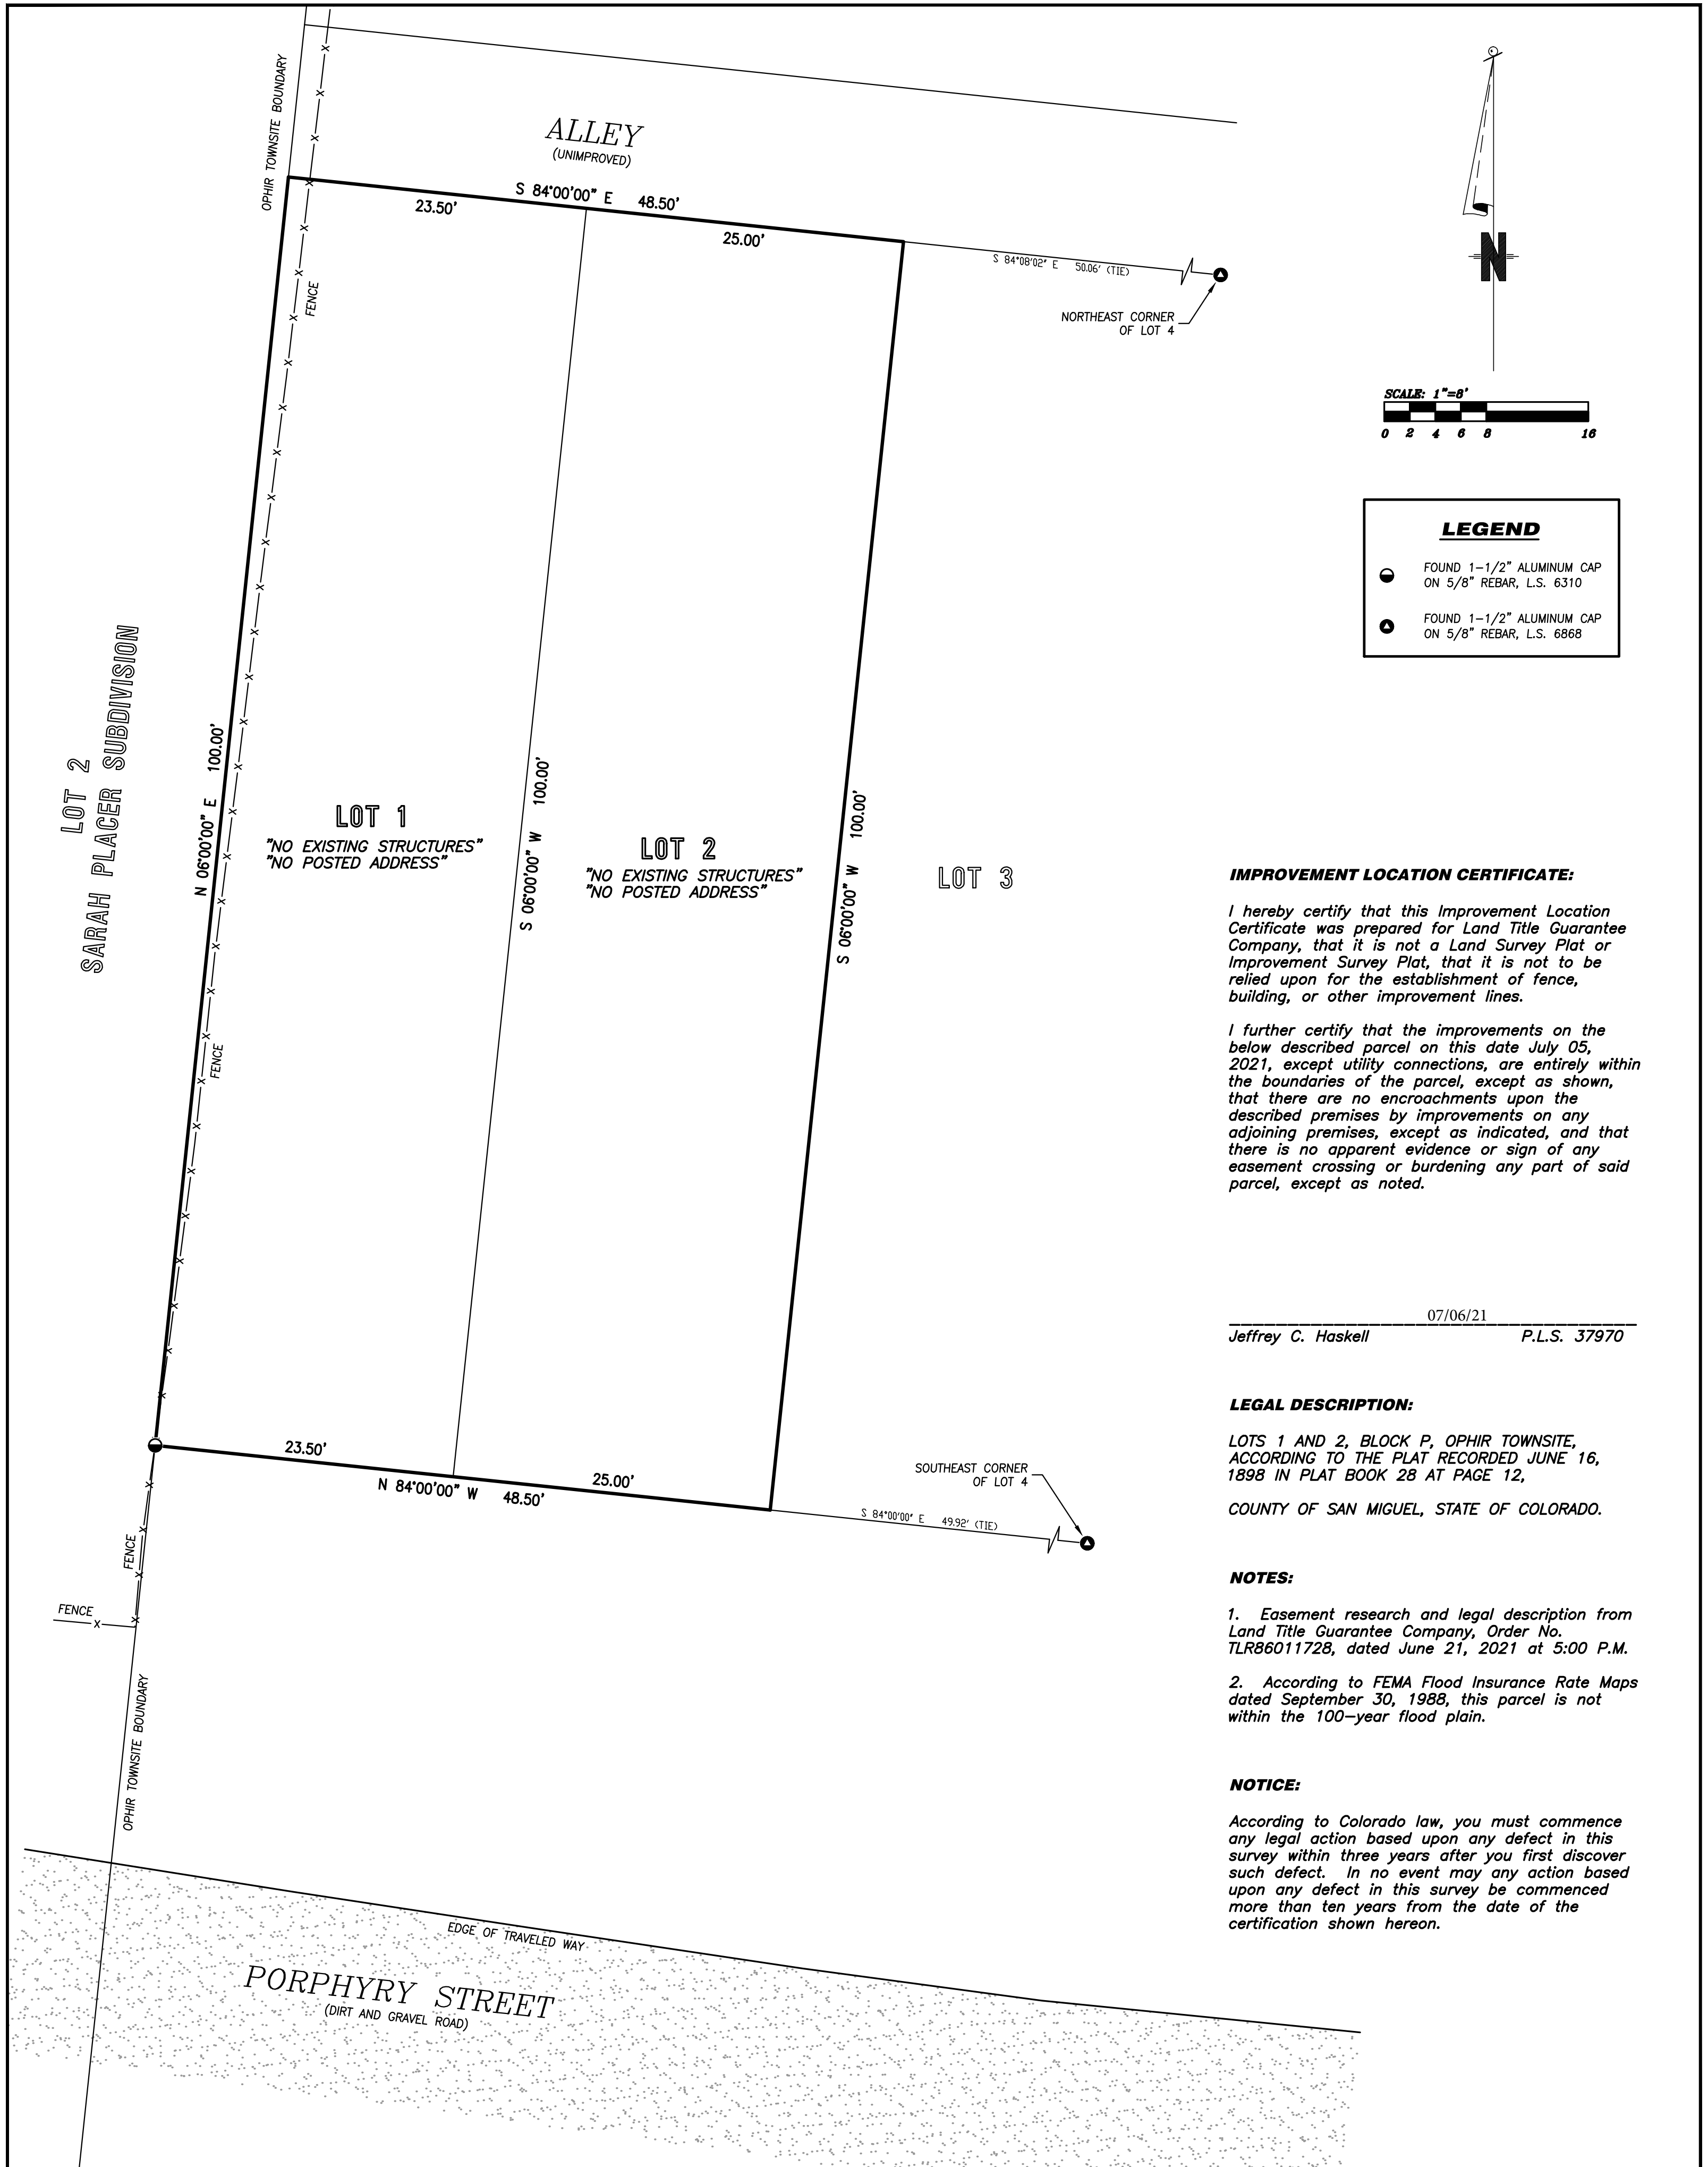 OPHIR TOWNSITE BOUNDARY
ALLEY
(UNIMPROVED)
S 84°00'00" E 48.50'
23.50'
25.00'
S 84°08'02" E 50.06' (TIE)
NORTHEAST CORNER
OF LOT 4
FENCE
N
SCALE: 1"=8'
0 2 4 6 8 16
LEGEND
FOUND 1-1/2" ALUMINUM CAP
ON 5/8" REBAR, L.S. 6310
FOUND 1-1/2" ALUMINUM CAP
ON 5/8" REBAR, L.S. 6868
LOT 2
SARAH PLACER SUBDIVISION
N 06°00'00" E 100.00'
LOT 1
"NO EXISTING STRUCTURES"
"NO POSTED ADDRESS"
S 06°00'00" W 100.00'
LOT 2
"NO EXISTING STRUCTURES"
"NO POSTED ADDRESS"
S 06°00'00" W 100.00'
LOT 3
FENCE
23.50'
N 84°00'00" W 48.50'
25.00'
S 84°00'00" E 49.92' (TIE)
SOUTHEAST CORNER
OF LOT 4
FENCE
FENCE
OPHIR TOWNSITE BOUNDARY
EDGE OF TRAVELED WAY
PORPHYRY STREET
(DIRT AND GRAVEL ROAD)
IMPROVEMENT LOCATION CERTIFICATE:
I hereby certify that this Improvement Location
Certificate was prepared for Land Title Guarantee
Company, that it is not a Land Survey Plat or
Improvement Survey Plat, that it is not to be
relied upon for the establishment of fence,
building, or other improvement lines.
I further certify that the improvements on the
below described parcel on this date July 05,
2021, except utility connections, are entirely within
the boundaries of the parcel, except as shown,
that there are no encroachments upon the
described premises by improvements on any
adjoining premises, except as indicated, and that
there is no apparent evidence or sign of any
easement crossing or burdening any part of said
parcel, except as noted.
07/06/21
Jeffrey C. Haskell P.L.S. 37970
LEGAL DESCRIPTION:
LOTS 1 AND 2, BLOCK P, OPHIR TOWNSITE,
ACCORDING TO THE PLAT RECORDED JUNE 16,
1898 IN PLAT BOOK 28 AT PAGE 12,
COUNTY OF SAN MIGUEL, STATE OF COLORADO.
NOTES:
1. Easement research and legal description from
Land Title Guarantee Company, Order No.
TLR86011728, dated June 21, 2021 at 5:00 P.M.
2. According to FEMA Flood Insurance Rate Maps
dated September 30, 1988, this parcel is not
within the 100-year flood plain.
NOTICE:
According to Colorado law, you must commence
any legal action based upon any defect in this
survey within three years after you first discover
such defect. In no event may any action based
upon any defect in this survey be commenced
more than ten years from the date of the
certification shown hereon.